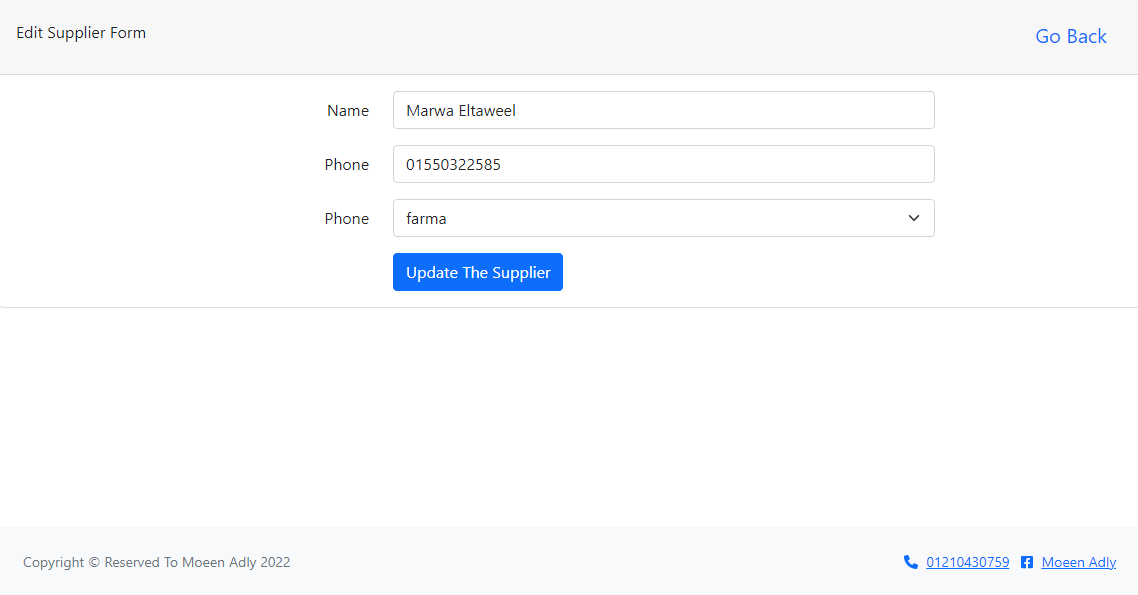 Edit Supplier Form
Go Back
Name
Marwa Eltaweel
Phone
01550322585
Phone
farma
Update The Supplier
Copyright © Reserved To Moeen Adly 2022
01210430759
Moeen Adly